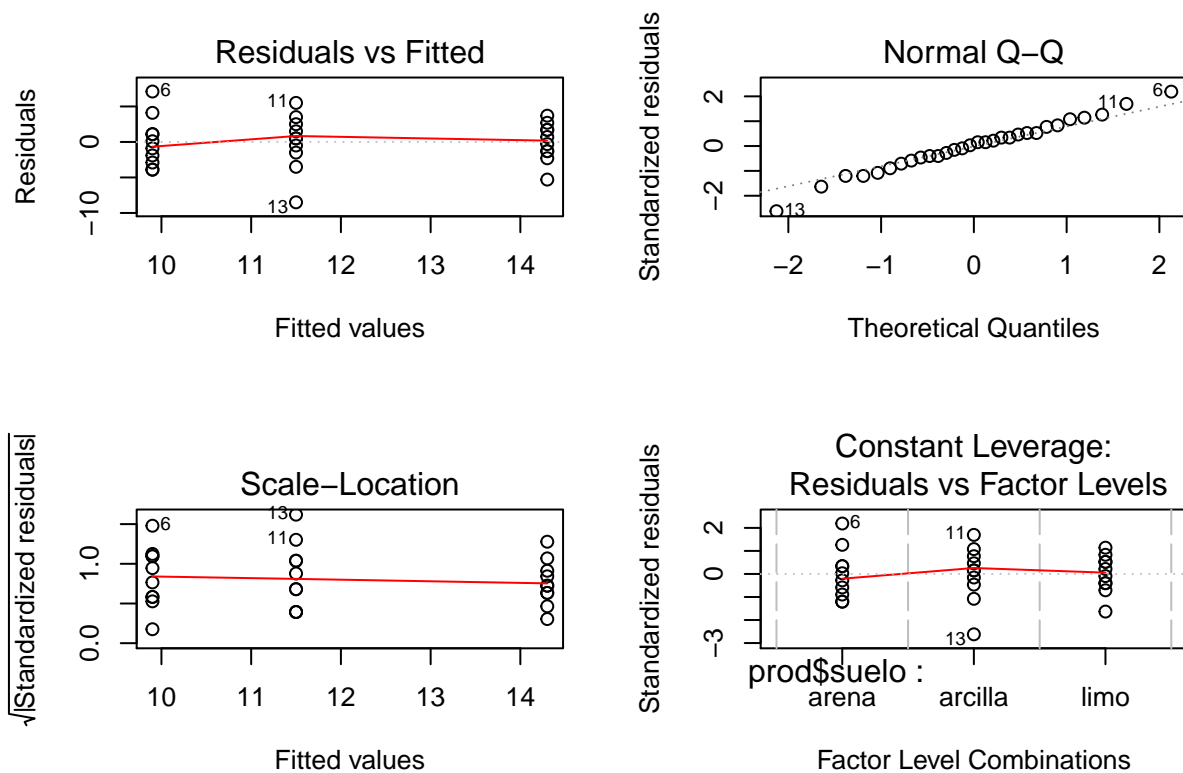 Residuals vs Fitted
Residuals
0
−10
6
11
13
10
11
12
13
14
Fitted values
Normal Q−Q
Standardized residuals
2
0
−2
11
6
13
−2
−1
0
1
2
Theoretical Quantiles
Scale−Location
√|Standardized residuals|
1.0
0.0
6
13
11
10
11
12
13
14
Fitted values
Constant Leverage:
Residuals vs Factor Levels
Standardized residuals
2
0
−3
6
11
13
prod$suelo :
arena
arcilla
limo
Factor Level Combinations